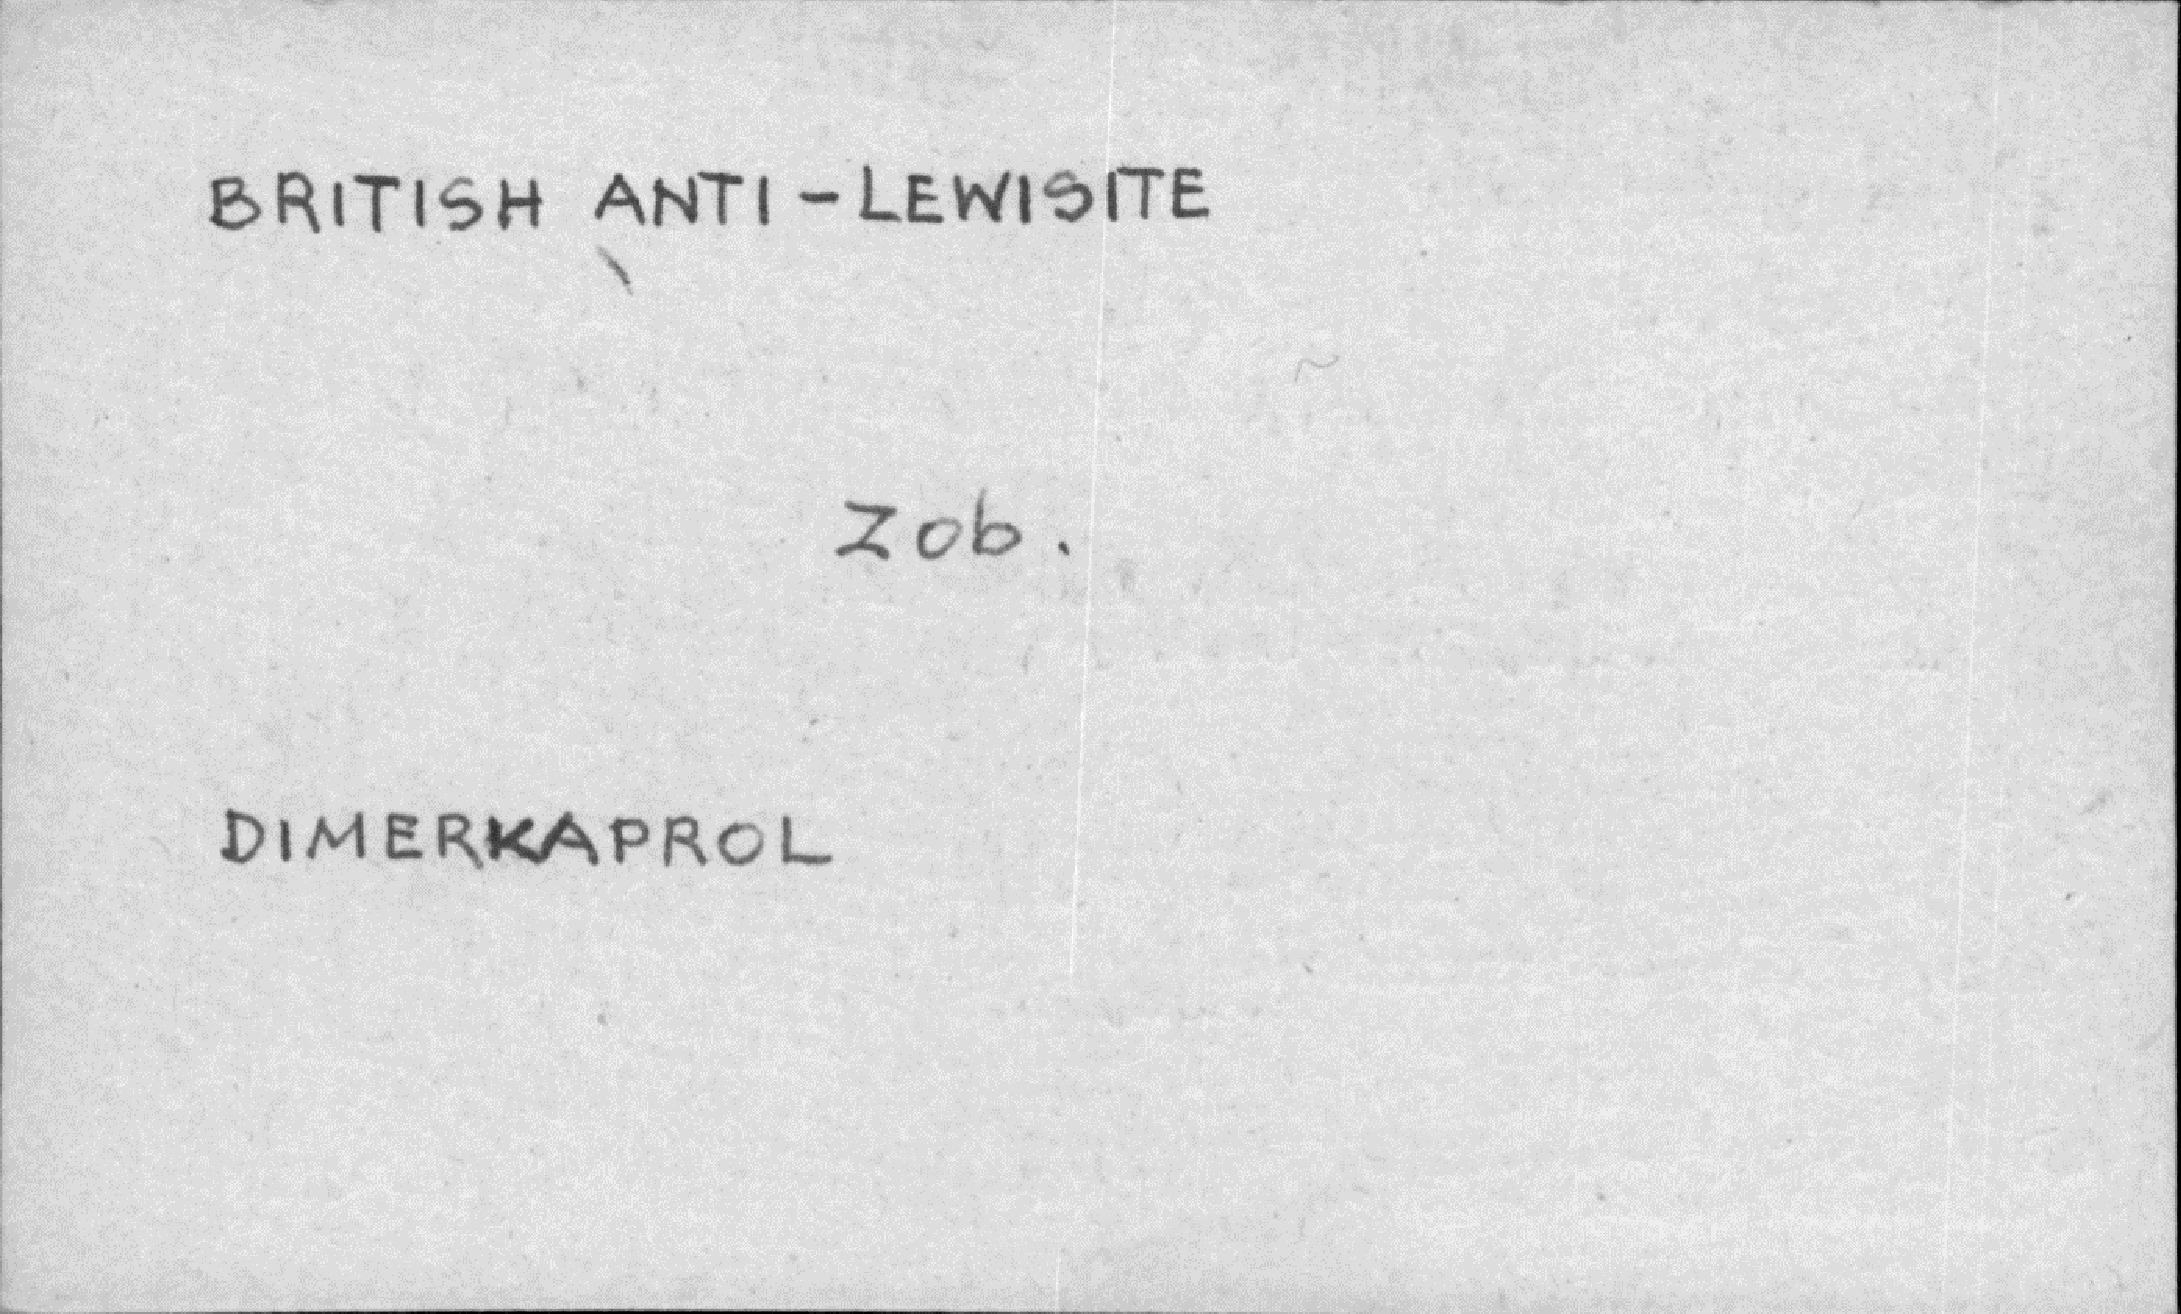 BRITISH ANTI-LEWISITE
Zob.
DIMERKAPROL